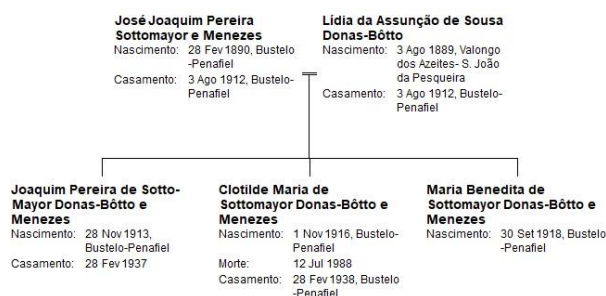 José Joaquim Pereira
Sottomayor e Menezes
Nascimento: 28 Fev 1890, Bustelo
-Penafiel
Casamento: 3 Ago 1912, Bustelo-
Penafiel
Lídia da Assunção de Sousa
Donas-Bôtto
Nascimento: 3 Ago 1889, Valongo
dos Azeites- S. João
da Pesqueira
Casamento: 3 Ago 1912, Bustelo-
Penafiel
Joaquim Pereira de Sotto-
Mayor Donas-Bôtto e
Menezes
Nascimento: 28 Nov 1913,
Bustelo-Penafiel
Casamento: 28 Fev 1937
Clotilde Maria de
Sottomayor Donas-Bôtto e
Menezes
Nascimento: 1 Nov 1916, Bustelo-
Penafiel
Morte: 12 Jul 1988
Casamento: 28 Fev 1938, Bustelo
-Penafiel
Maria Benedita de
Sottomayor Donas-Bôtto e
Menezes
Nascimento: 30 Set 1918, Bustelo
-Penafiel